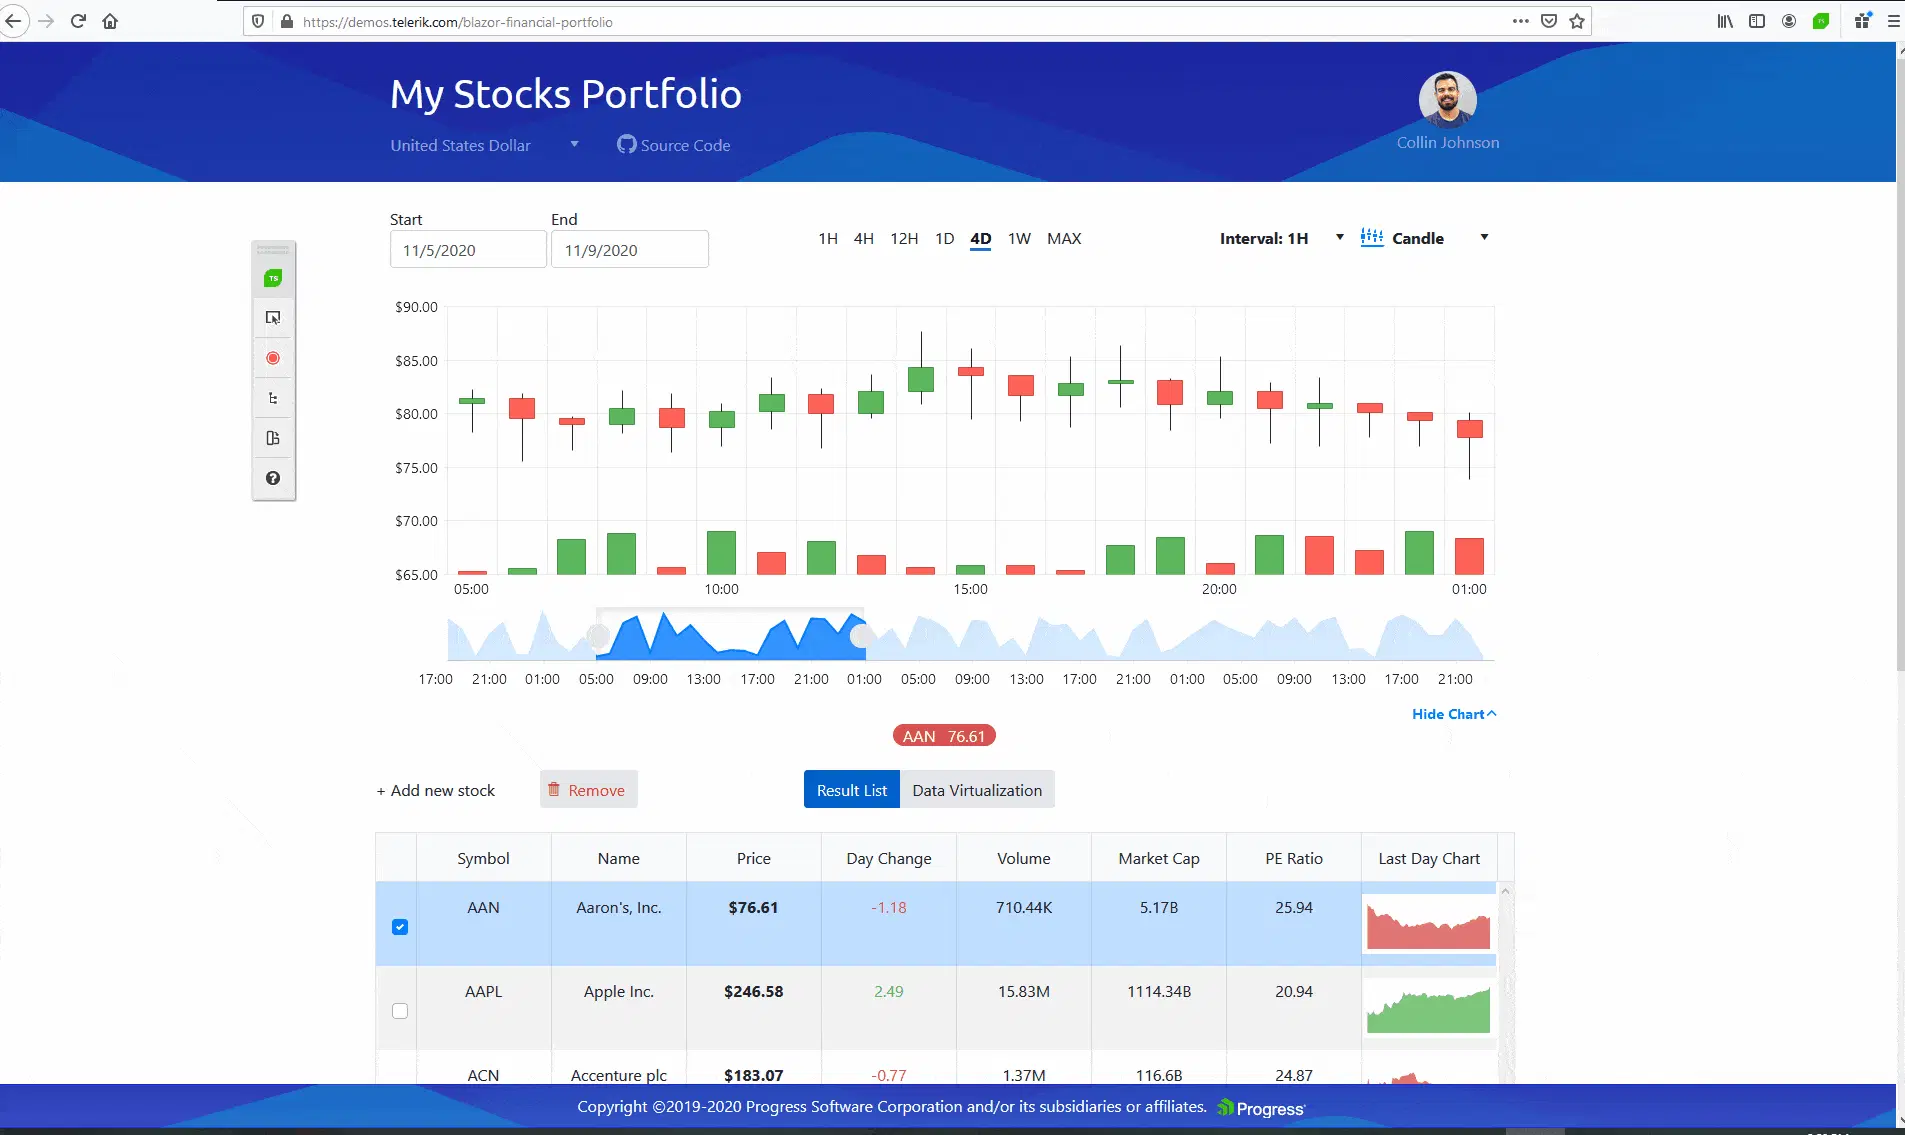 https://demos.telerik.com/blazor-financial-portfolio
My Stocks Portfolio
United States Dollar
Source Code
Collin Johnson
Start
End
11/5/2020
11/9/2020
1H 4H 12H 1D 4D 1W MAX
Interval: 1H
Candle
TS
$90.00
$85.00
$80.00
$75.00
$70.00
$65.00
05:00 10:00 15:00 20:00 01:00
17:00 21:00 01:00 05:00 09:00 13:00 17:00 21:00 01:00 05:00 09:00 13:00 17:00 21:00 01:00 05:00 09:00 13:00 17:00 21:00
Hide Chart
AAN 76.61
+ Add new stock
Remove
Result List
Data Virtualization
Symbol Name Price Day Change Volume Market Cap PE Ratio Last Day Chart
AAN Aaron's, Inc. $76.61 -1.18 710.44K 5.17B 25.94
AAPL Apple Inc. $246.58 2.49 15.83M 1114.34B 20.94
ACN Accenture plc $183.07 -0.77 1.37M 116.6B 24.87
Copyright ©2019-2020 Progress Software Corporation and/or its subsidiaries or affiliates.
Progress